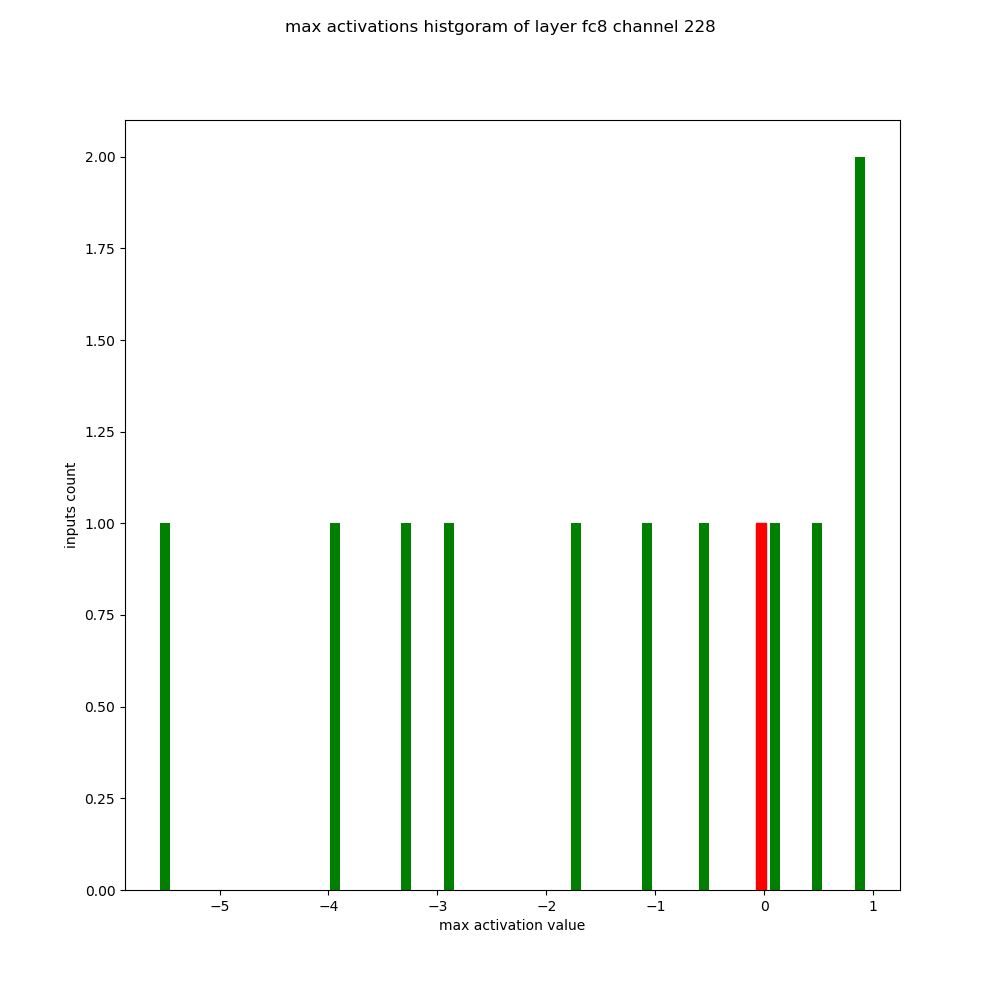 max activations histgoram of layer fc8 channel 228
2.00
1.75
1.50
1.25
1.00
0.75
0.50
0.25
0.00
inputs count
−5 −4 −3 −2 −1 0 1
max activation value